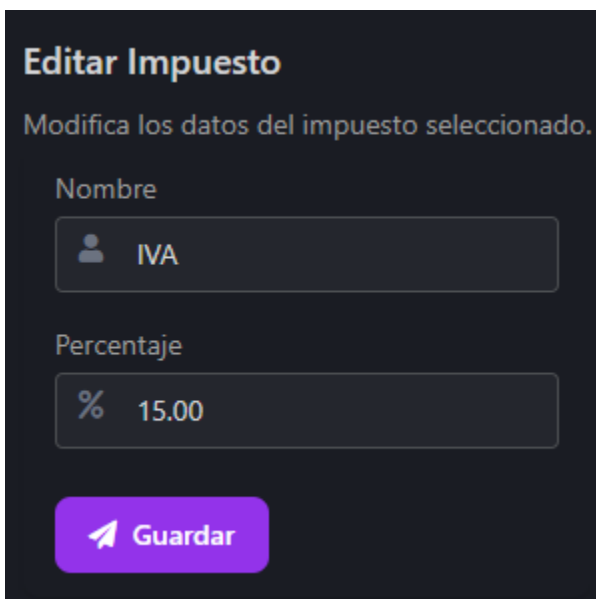 Editar Impuesto
Modifica los datos del impuesto seleccionado.
Nombre
IVA
Percentaje
% 15.00
Guardar